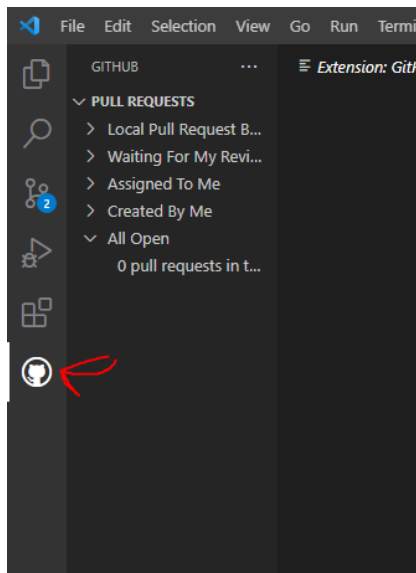 File Edit Selection View Go Run Termi
GITHUB ...
Extension: GitH
PULL REQUESTS
Local Pull Request B...
Waiting For My Revi...
Assigned To Me
2
Created By Me
All Open
0 pull requests in t...